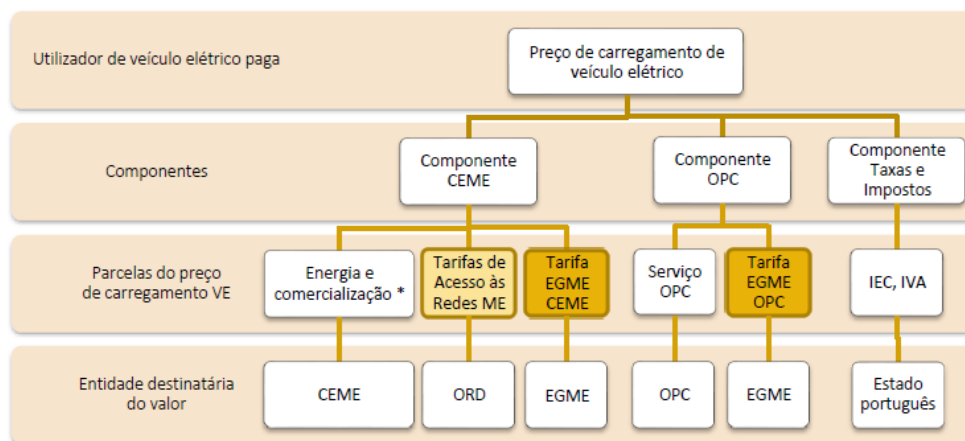 Utilizador de veículo elétrico paga
Preço de carregamento de
veículo elétrico
Componentes
Componente
CEME
Componente
OPC
Componente
Taxas e
Impostos
Parcelas do preço
de carregamento VE
Energia e
comercialização *
Tarifas de
Acesso às
Redes ME
Tarifa
EGME
CEME
Serviço
OPC
Tarifa
EGME
OPC
IEC, IVA
Entidade destinatária
do valor
CEME
ORD
EGME
OPC
EGME
Estado
português